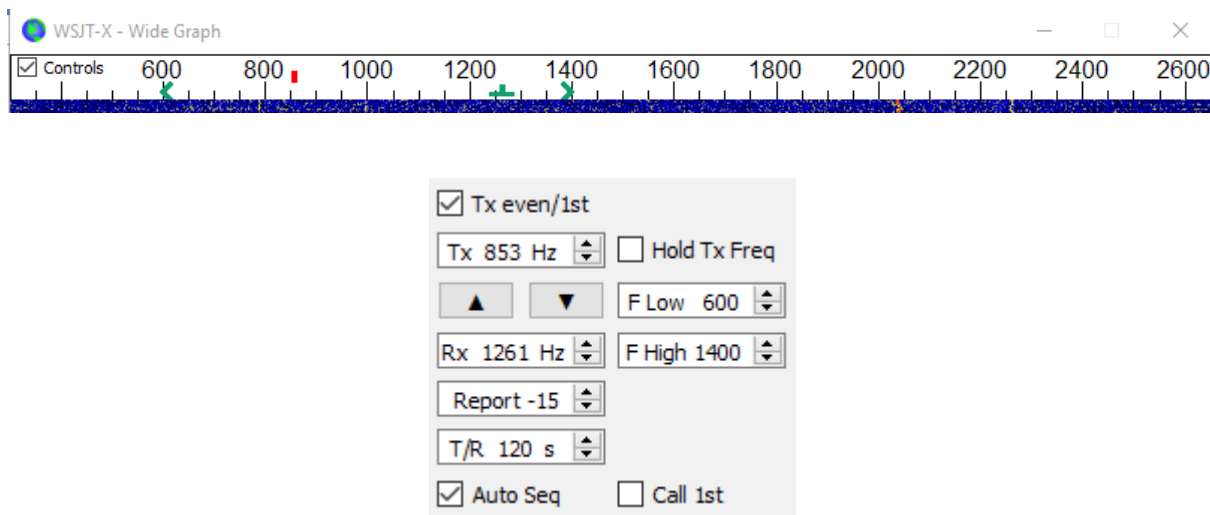 WSJT-X - Wide Graph
Controls 600 800 1000 1200 1400 1600 1800 2000 2200 2400 2600
Tx even/1st
Tx 853 Hz Hold Tx Freq
F Low 600
Rx 1261 Hz F High 1400
Report -15
T/R 120 s
Auto Seq Call 1st